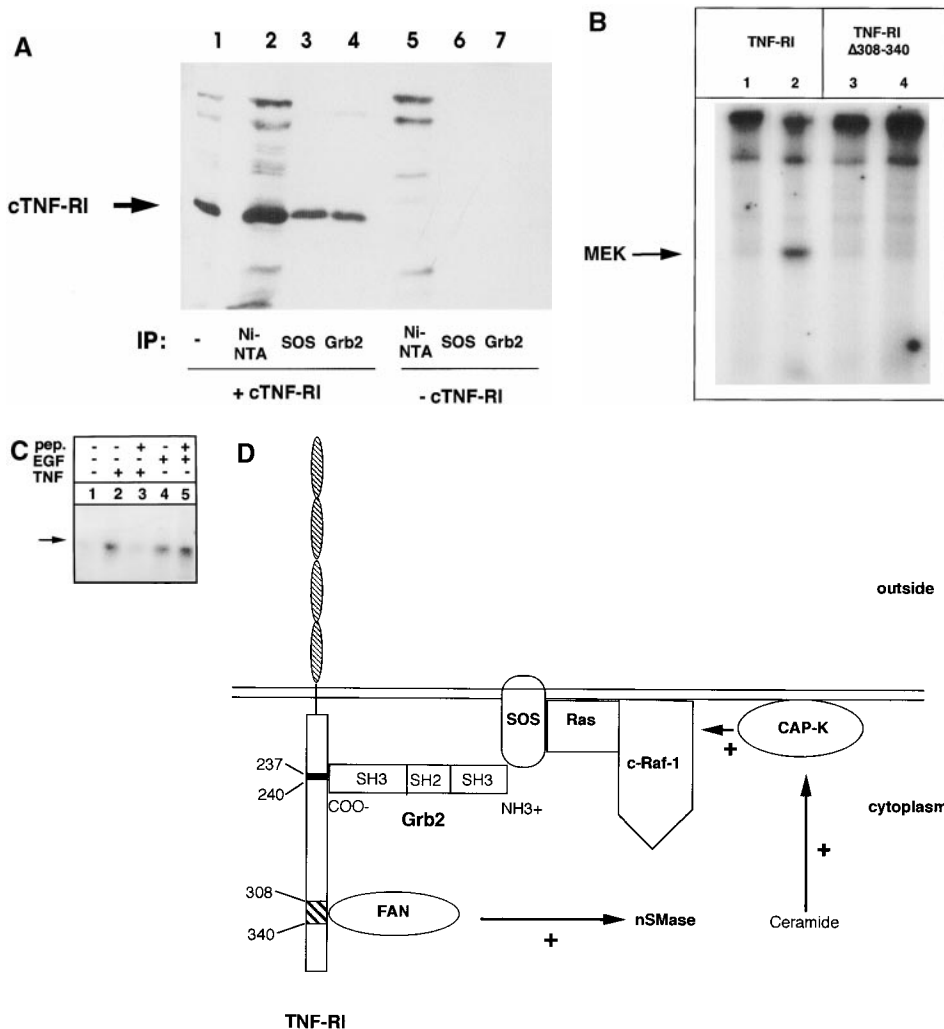 A
1 2 3 4 5 6 7
cTNF-RI
IP: - Ni-NTA SOS Grb2 Ni-NTA SOS Grb2
+ cTNF-RI - cTNF-RI
B
TNF-RI TNF-RI Δ308-340
1 2 3 4
MEK
C
pep. - - + - +
EGF - - - + +
TNF - + + - -
1 2 3 4 5
D
outside
SOS Ras c-Raf-1 CAP-K
+
237
240
SH3 SH2 SH3
COO- Grb2 NH3+
cytoplasm
+
308
340
FAN
+
nSMase
Ceramide
TNF-RI